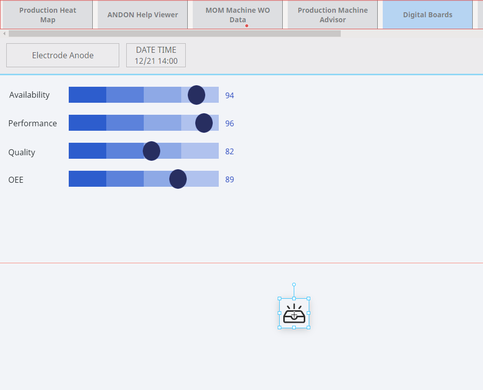 Production Heat
Map
ANDON Help Viewer
MOM Machine WO
Data
Production Machine
Advisor
Digital Boards
Electrode Anode
DATE TIME
12/21 14:00
Availability 94
Performance 96
Quality 82
OEE 89